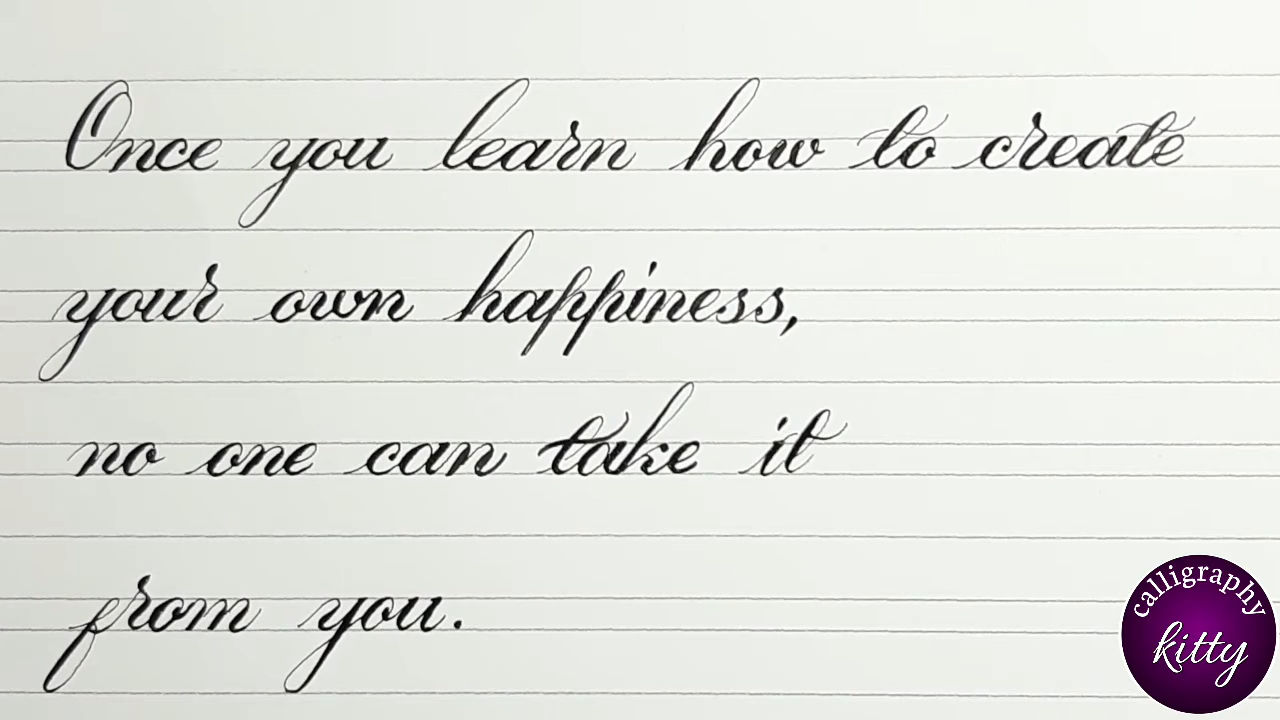 Once you learn how to create
your own happiness,
no one can take it
from you.
calligraphy
kitty